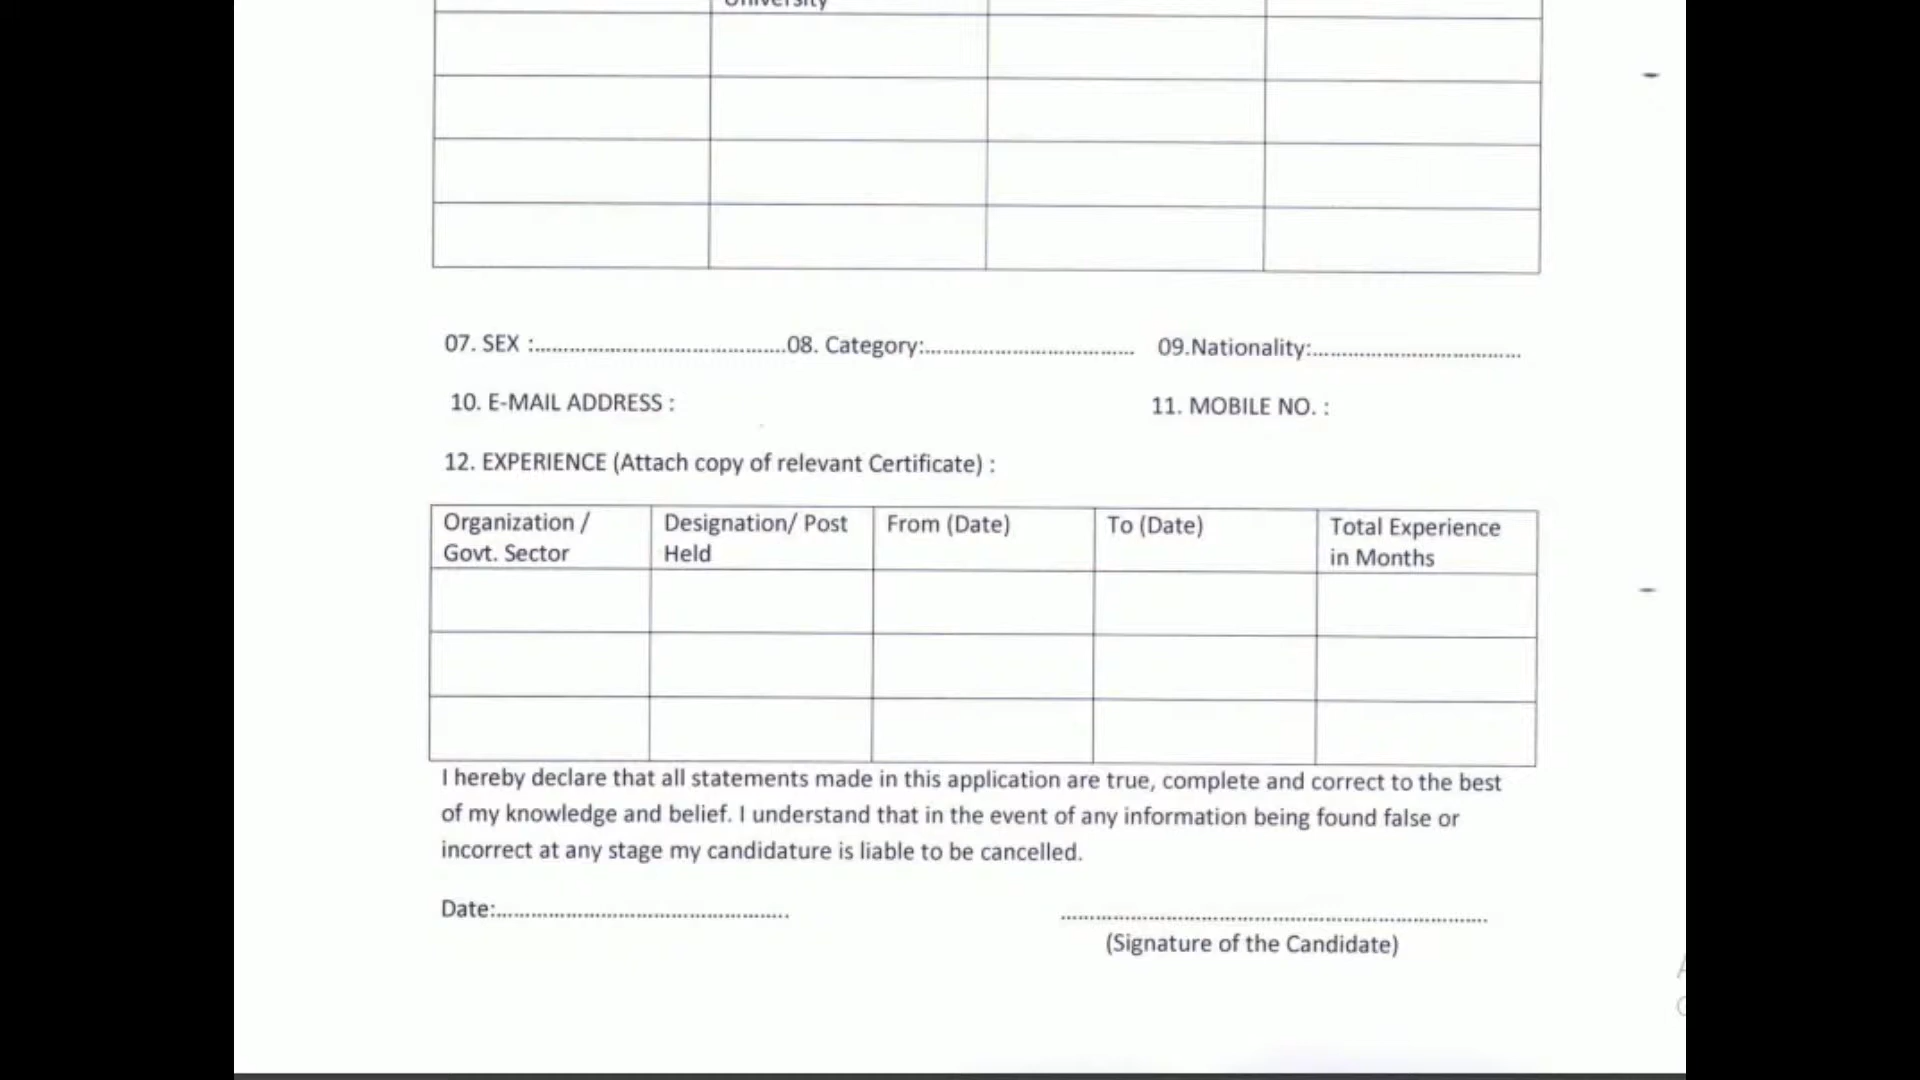 University
07. SEX :..............................................08. Category:...................................... 09.Nationality:......................................
10. E-MAIL ADDRESS : 11. MOBILE NO. :
12. EXPERIENCE (Attach copy of relevant Certificate) :
Organization / Designation/ Post From (Date) To (Date) Total Experience
Govt. Sector Held in Months
I hereby declare that all statements made in this application are true, complete and correct to the best
of my knowledge and belief. I understand that in the event of any information being found false or
incorrect at any stage my candidature is liable to be cancelled.
Date:.....................................................
(Signature of the Candidate)